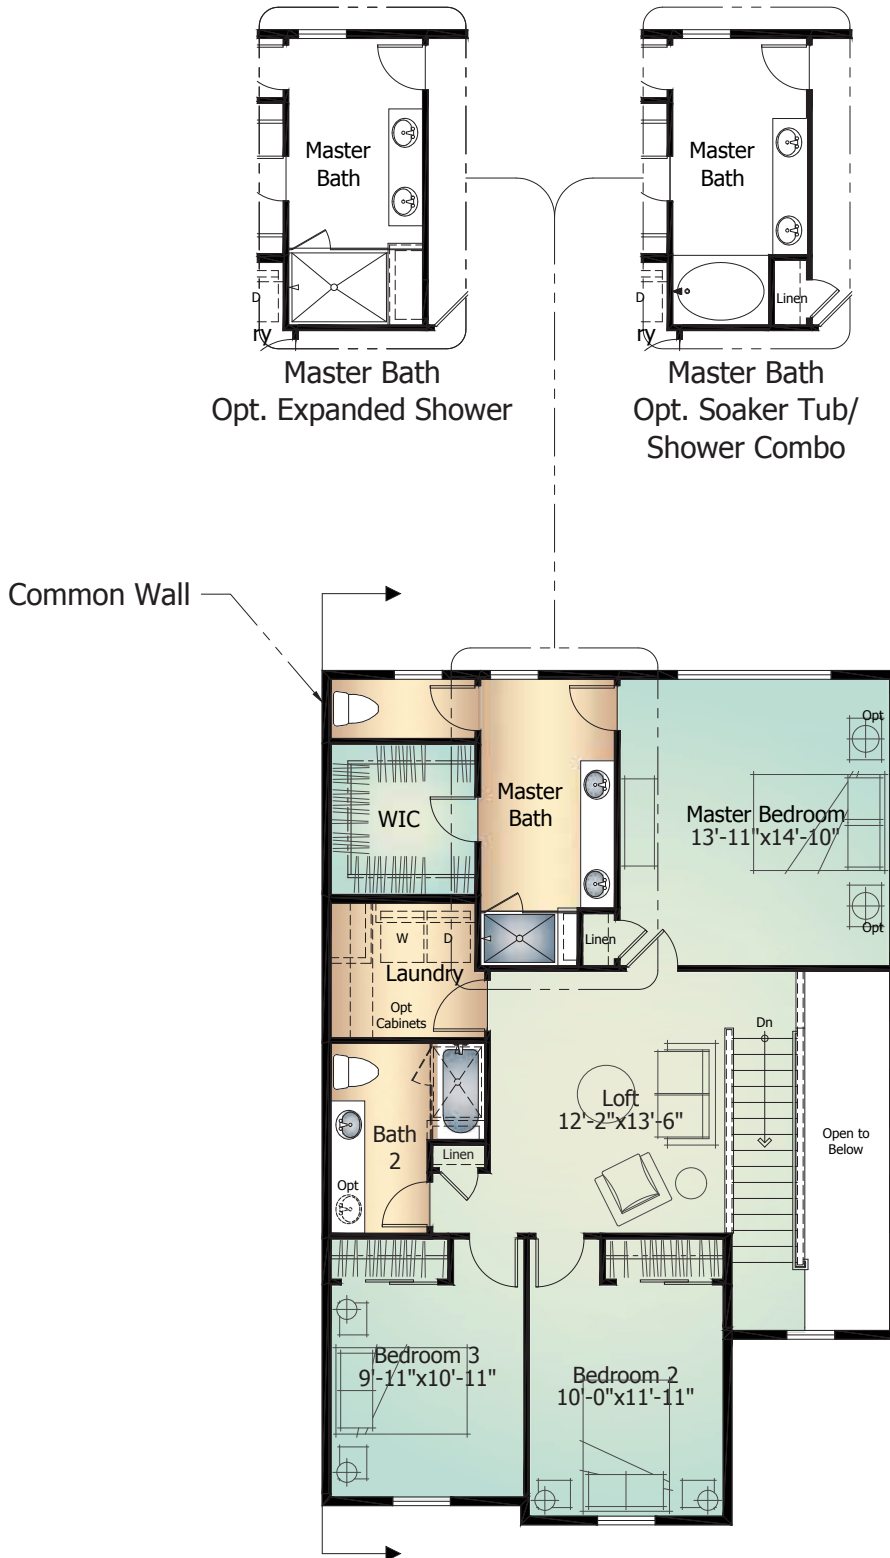 Master
Bath
D
ry
Master Bath
Opt. Expanded Shower
Master
Bath
Linen
D
ry
Master Bath
Opt. Soaker Tub/
Shower Combo
Common Wall
Opt
Master Bedroom
13'-11"x14'-10"
Opt
Master
Bath
WIC
Linen
W
D
Laundry
Opt
Cabinets
Dn
Loft
12'-2"x13'-6"
Open to
Below
Bath
2
Linen
Opt
Bedroom 3
9'-11"x10'-11"
Bedroom 2
10'-0"x11'-11"